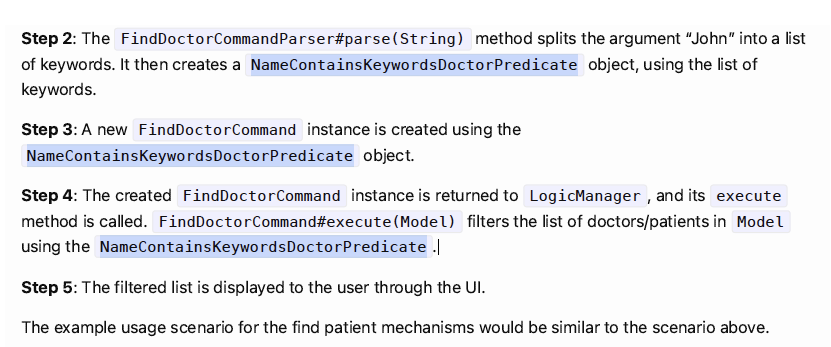 Step 2: The FindDoctorCommandParser#parse(String) method splits the argument “John” into a list
of keywords. It then creates a NameContainsKeywordsDoctorPredicate object, using the list of
keywords.
Step 3: A new FindDoctorCommand instance is created using the
NameContainsKeywordsDoctorPredicate object.
Step 4: The created FindDoctorCommand instance is returned to LogicManager, and its execute
method is called. FindDoctorCommand#execute(Model) filters the list of doctors/patients in Model
using the NameContainsKeywordsDoctorPredicate.
Step 5: The filtered list is displayed to the user through the UI.
The example usage scenario for the find patient mechanisms would be similar to the scenario above.